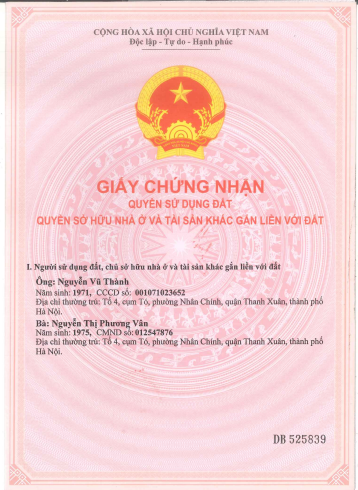 CỘNG HÒA XÃ HỘI CHỦ NGHĨA VIỆT NAM
Độc lập - Tự do - Hạnh phúc
GIẤY CHỨNG NHẬN
QUYỀN SỬ DỤNG ĐẤT
QUYỀN SỞ HỮU NHÀ Ở VÀ TÀI SẢN KHÁC GẮN LIỀN VỚI ĐẤT
I. Người sử dụng đất, chủ sở hữu nhà ở và tài sản khác gắn liền với đất
Ông: Nguyễn Vũ Thành
Năm sinh: 1971, CCCD số: 001071023652
Địa chỉ thường trú: Tổ 4, cụm Tó, phường Nhân Chính, quận Thanh Xuân, thành phố
Hà Nội.
Bà: Nguyễn Thị Phương Vân
Năm sinh: 1975, CMND số: 012547876
Địa chỉ thường trú: Tổ 4, cụm Tó, phường Nhân Chính, quận Thanh Xuân, thành phố
Hà Nội.
DB 525839